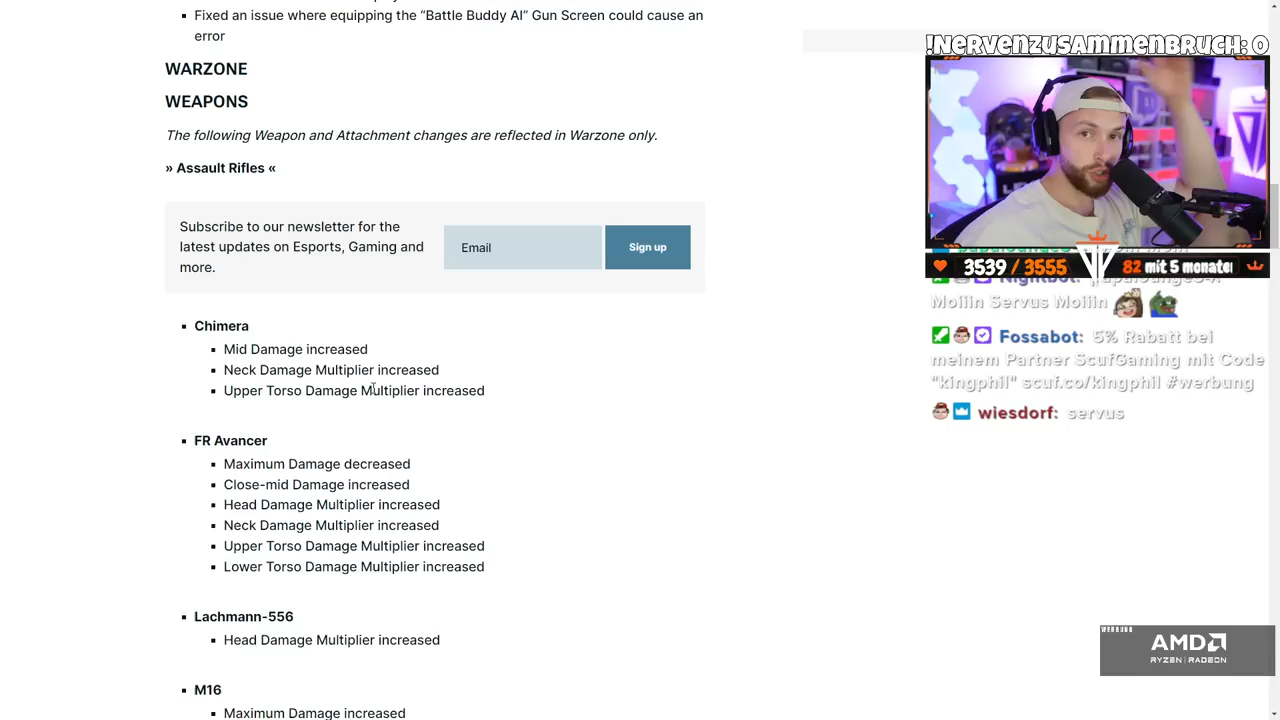 Fixed an issue where equipping the “Battle Buddy AI” Gun Screen could cause an
error
WARZONE
WEAPONS
The following Weapon and Attachment changes are reflected in Warzone only.
» Assault Rifles «
Subscribe to our newsletter for the
latest updates on Esports, Gaming and
more.
Email
Sign up
Chimera
Mid Damage increased
Neck Damage Multiplier increased
Upper Torso Damage Multiplier increased
FR Avancer
Maximum Damage decreased
Close-mid Damage increased
Head Damage Multiplier increased
Neck Damage Multiplier increased
Upper Torso Damage Multiplier increased
Lower Torso Damage Multiplier increased
Lachmann-556
Head Damage Multiplier increased
M16
Maximum Damage increased
!NERVENZUSAMMENBRUCH: 0
3539 / 3555
82 mit 5 monate
Nightbot:
Moiiin Servus Moiiin
Fossabot: 5% Rabatt bei
meinem Partner ScufGaming mit Code
"kingphil" scuf.co/kingphil #werbung
wiesdorf: servus
WERBUNG
AMD
RYZEN | RADEON